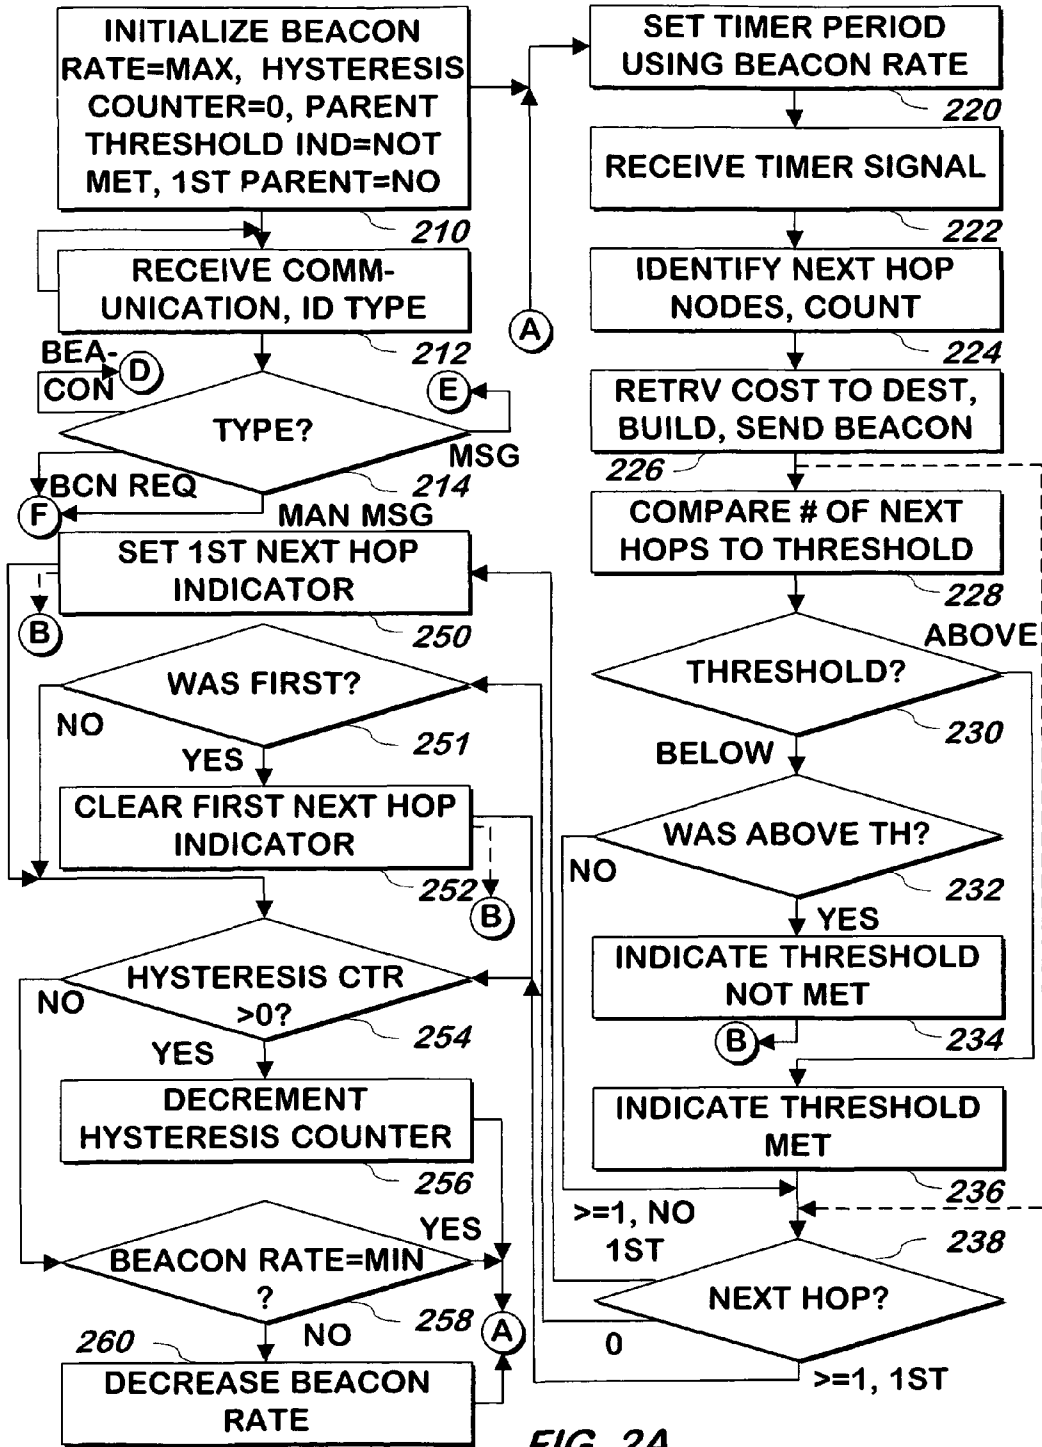 INITIALIZE BEACON
RATE=MAX, HYSTERESIS
COUNTER=0, PARENT
THRESHOLD IND=NOT
MET, 1ST PARENT=NO
210
RECEIVE COMM-
UNICATION, ID TYPE
212
BEA-
CON
D
E
TYPE?
MSG
214
BCN REQ
F
MAN MSG
SET 1ST NEXT HOP
INDICATOR
B
250
WAS FIRST?
NO
251
YES
CLEAR FIRST NEXT HOP
INDICATOR
252
B
HYSTERESIS CTR
>0?
NO
254
YES
DECREMENT
HYSTERESIS COUNTER
256
YES
BEACON RATE=MIN
?
258
NO
A
260
DECREASE BEACON
RATE
A
SET TIMER PERIOD
USING BEACON RATE
220
RECEIVE TIMER SIGNAL
222
IDENTIFY NEXT HOP
NODES, COUNT
224
RETRV COST TO DEST,
BUILD, SEND BEACON
226
COMPARE # OF NEXT
HOPS TO THRESHOLD
228
ABOVE
THRESHOLD?
230
BELOW
WAS ABOVE TH?
NO
232
YES
INDICATE THRESHOLD
NOT MET
B
234
INDICATE THRESHOLD
MET
236
>=1, NO
1ST
238
NEXT HOP?
0
>=1, 1ST
FIG. 2A